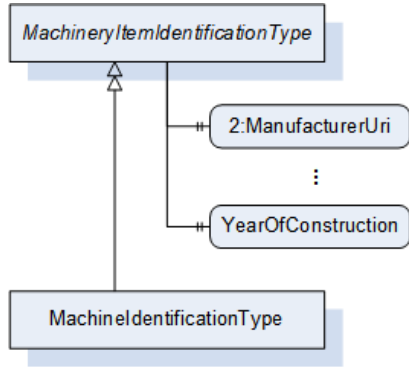 MachineryItemIdentificationType
2:ManufacturerUri
⋮
YearOfConstruction
MachineIdentificationType